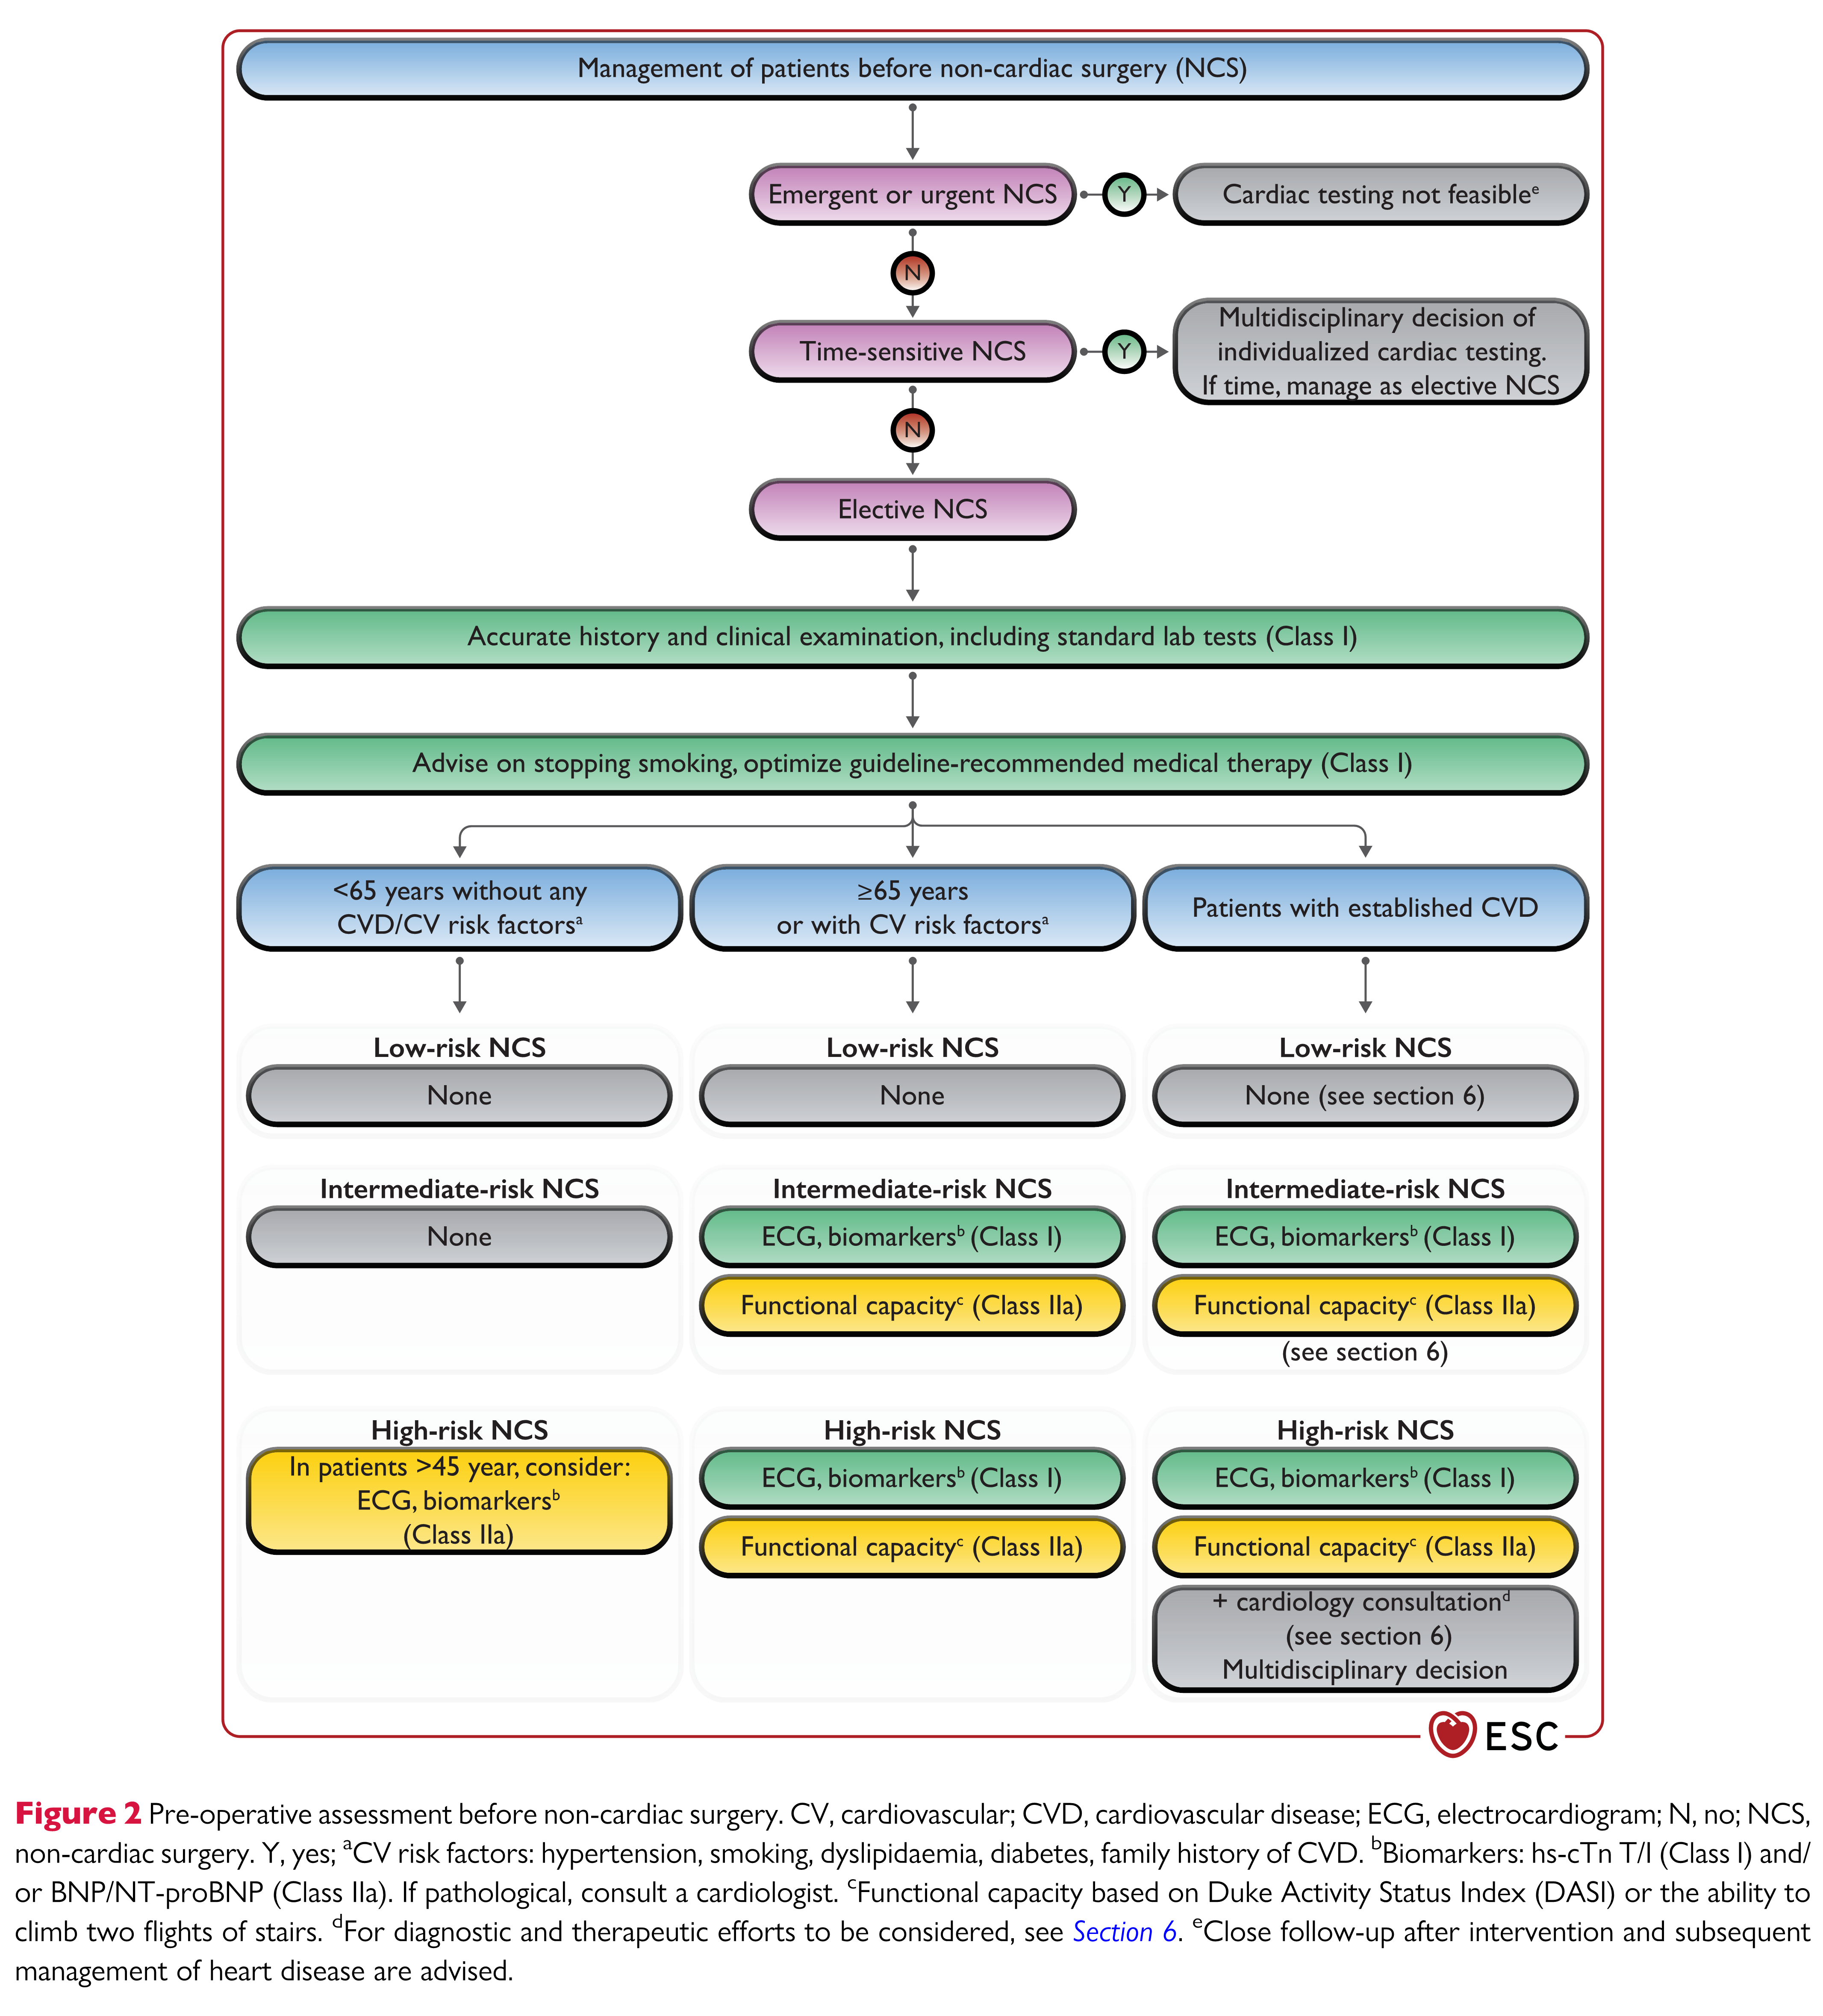 Management of patients before non-cardiac surgery (NCS)
Emergent or urgent NCS
Y
Cardiac testing not feasibleᵉ
N
Time-sensitive NCS
Y
Multidisciplinary decision of
individualized cardiac testing.
If time, manage as elective NCS
N
Elective NCS
Accurate history and clinical examination, including standard lab tests (Class I)
Advise on stopping smoking, optimize guideline-recommended medical therapy (Class I)
<65 years without any
CVD/CV risk factorsᵃ
≥65 years
or with CV risk factorsᵃ
Patients with established CVD
Low-risk NCS
None
Low-risk NCS
None
Low-risk NCS
None (see section 6)
Intermediate-risk NCS
None
Intermediate-risk NCS
ECG, biomarkersᵇ (Class I)
Functional capacityᶜ (Class IIa)
Intermediate-risk NCS
ECG, biomarkersᵇ (Class I)
Functional capacityᶜ (Class IIa)
(see section 6)
High-risk NCS
In patients >45 year, consider:
ECG, biomarkersᵇ
(Class IIa)
High-risk NCS
ECG, biomarkersᵇ (Class I)
Functional capacityᶜ (Class IIa)
High-risk NCS
ECG, biomarkersᵇ (Class I)
Functional capacityᶜ (Class IIa)
+ cardiology consultationᵈ
(see section 6)
Multidisciplinary decision
ESC
Figure 2 Pre-operative assessment before non-cardiac surgery. CV, cardiovascular; CVD, cardiovascular disease; ECG, electrocardiogram; N, no; NCS,
non-cardiac surgery. Y, yes; ᵃCV risk factors: hypertension, smoking, dyslipidaemia, diabetes, family history of CVD. ᵇBiomarkers: hs-cTn T/I (Class I) and/
or BNP/NT-proBNP (Class IIa). If pathological, consult a cardiologist. ᶜFunctional capacity based on Duke Activity Status Index (DASI) or the ability to
climb two flights of stairs. ᵈFor diagnostic and therapeutic efforts to be considered, see Section 6. ᵉClose follow-up after intervention and subsequent
management of heart disease are advised.